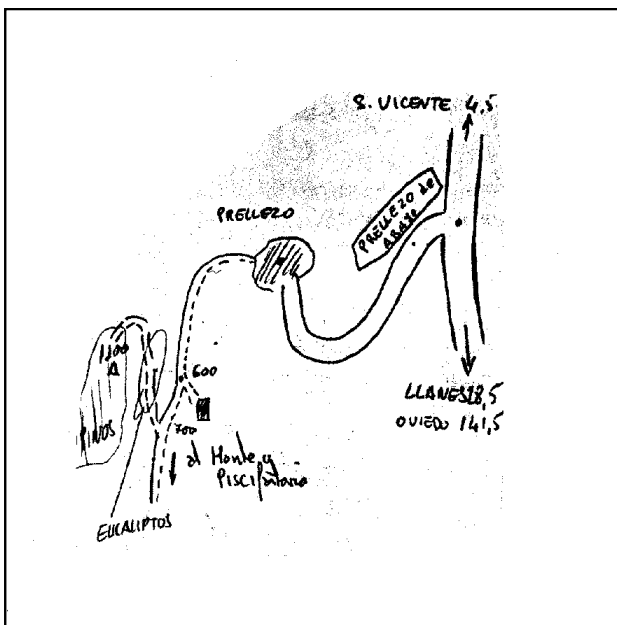 S. VICENTE 4,5
PRELLEZO de
ABAJO
PRELLEZO
1100
600
PINOS
LLANES 28,5
OVIEDO 141,5
700
al Monte y
PISCifactoria
EUCALIPTOS